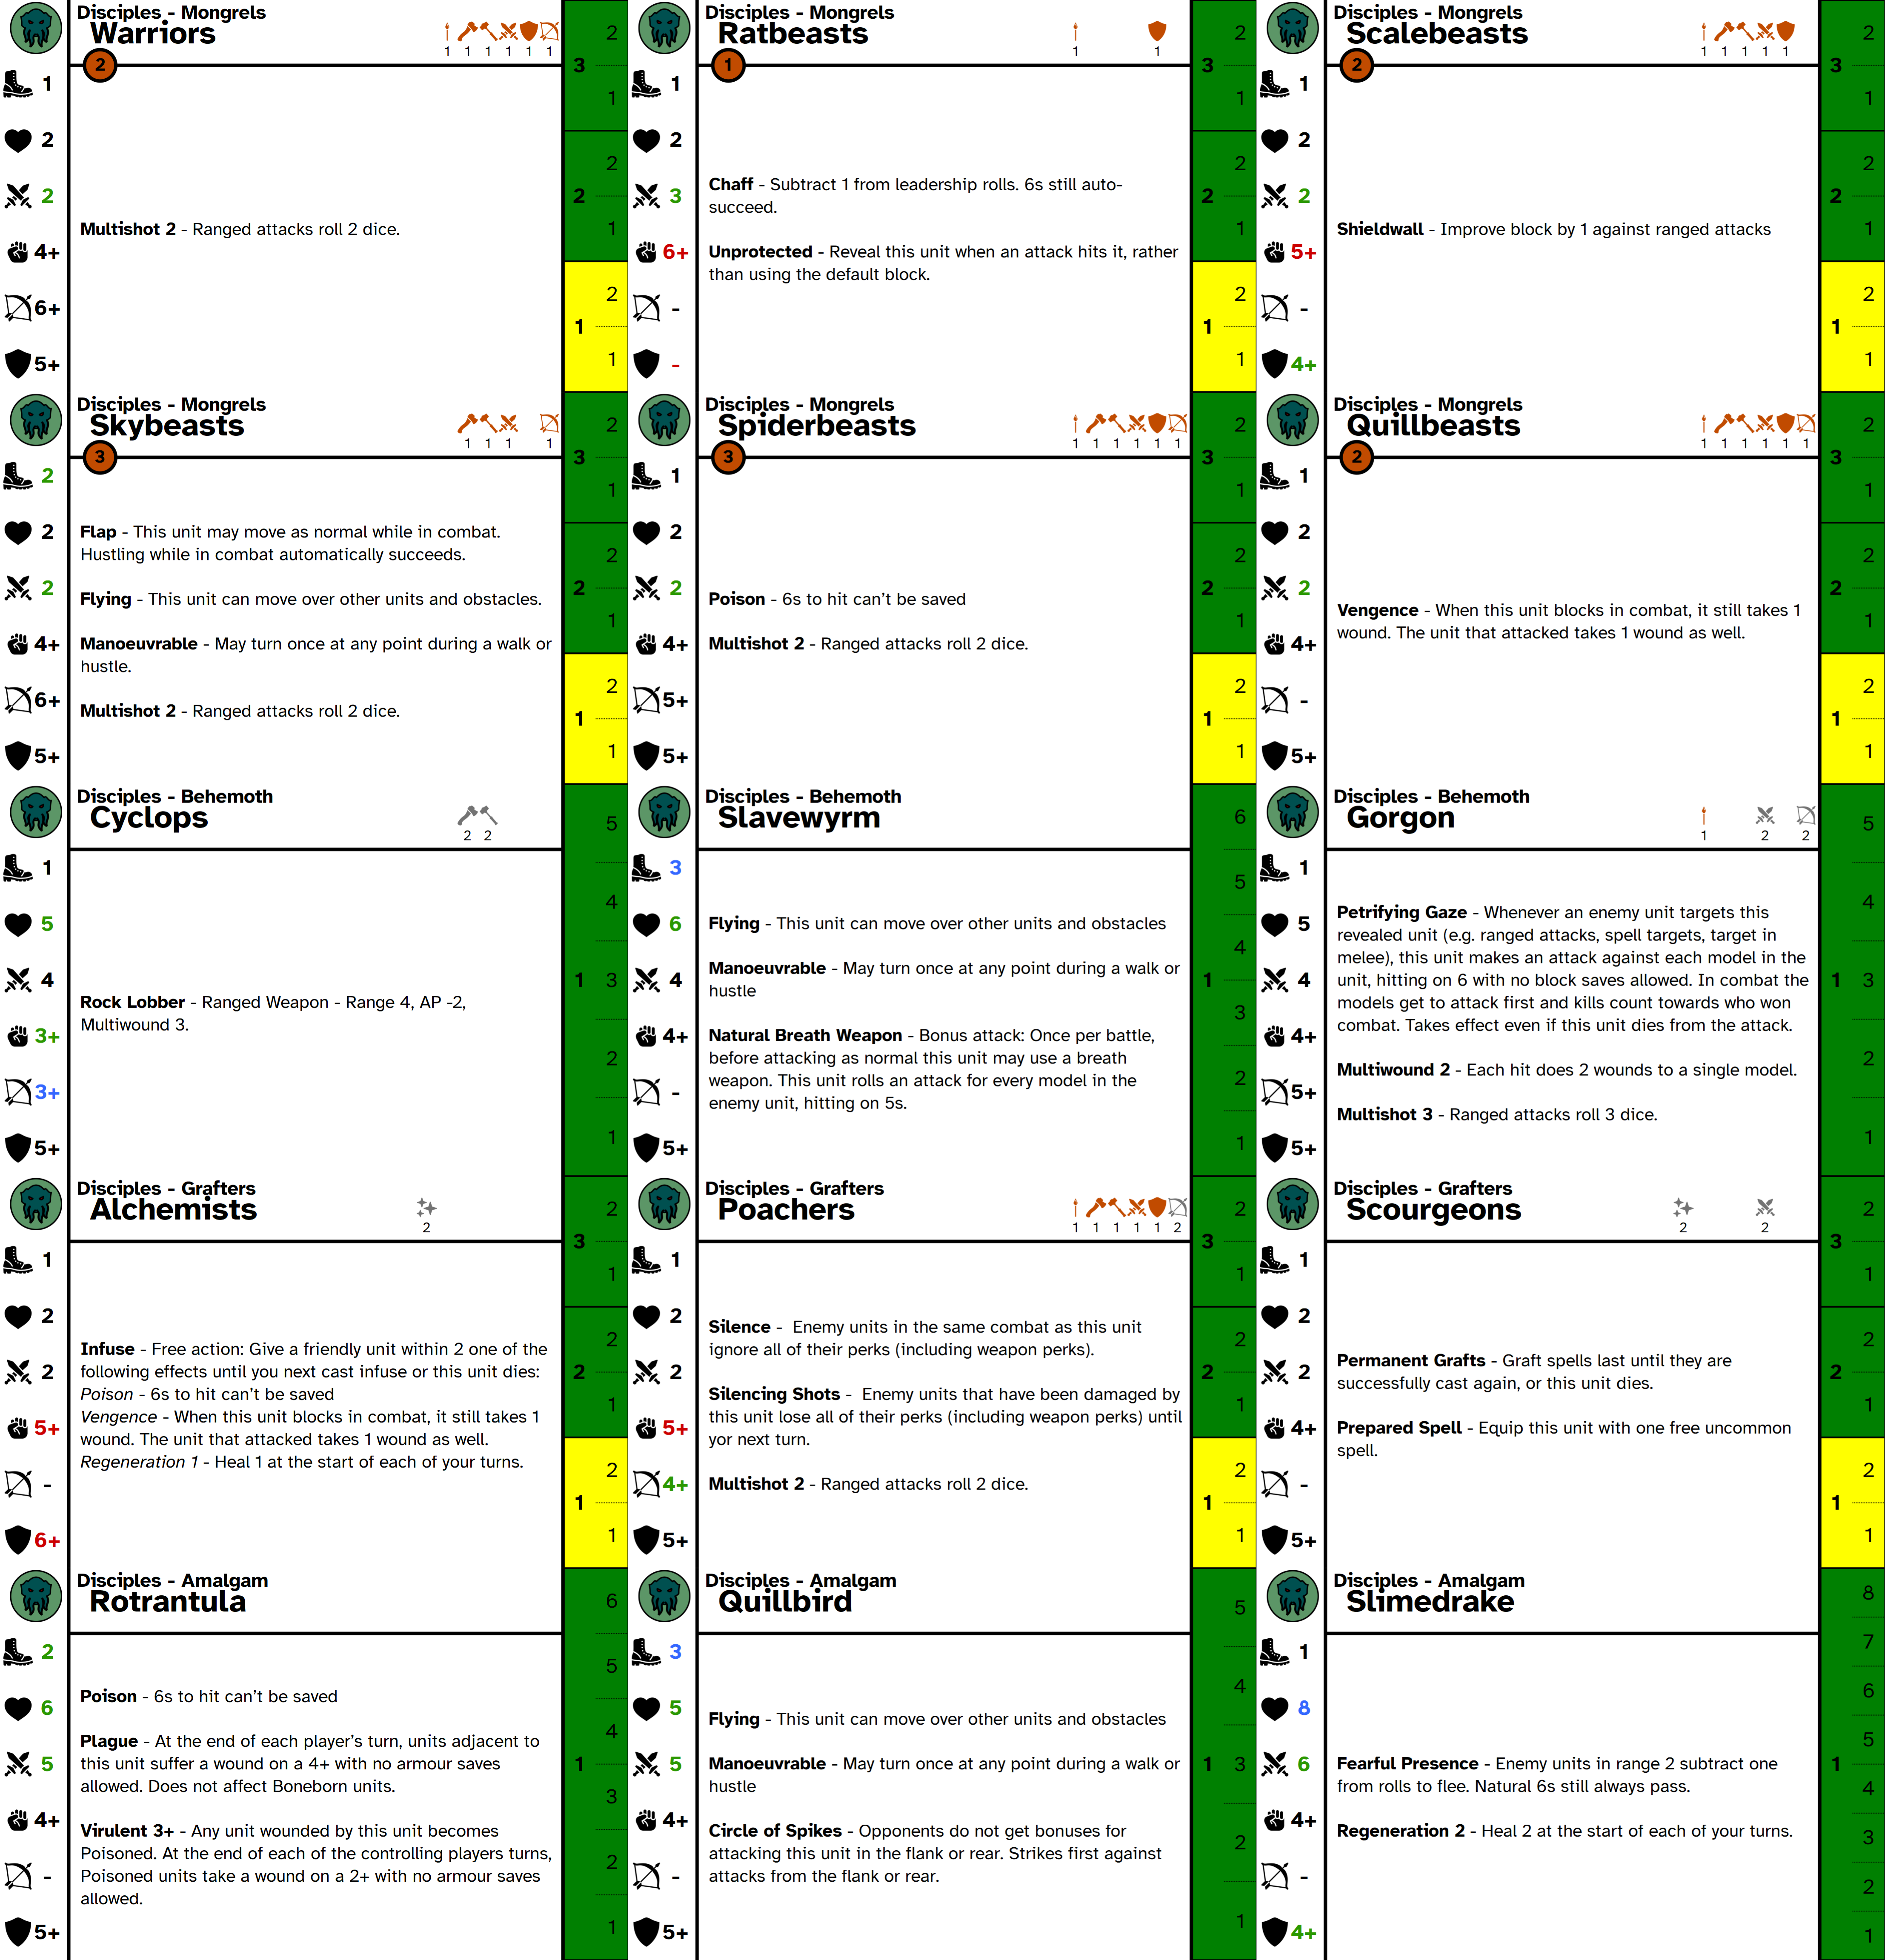 Disciples - Mongrels
Warriors
1 1 1 1 1 1
2
1
2
2
4+
6+
5+
Multishot 2 - Ranged attacks roll 2 dice.
3
2
1
2
2
1
1
2
1
Disciples - Mongrels
Ratbeasts
1 1
1
1
2
3
6+
-
-
Chaff - Subtract 1 from leadership rolls. 6s still auto-
succeed.
Unprotected - Reveal this unit when an attack hits it, rather
than using the default block.
3
2
1
2
2
1
1
2
1
Disciples - Mongrels
Scalebeasts
1 1 1 1 1
2
1
2
2
5+
-
4+
Shieldwall - Improve block by 1 against ranged attacks
3
2
1
2
2
1
1
2
1
Disciples - Mongrels
Skybeasts
1 1 1 1
3
2
2
2
4+
6+
5+
Flap - This unit may move as normal while in combat.
Hustling while in combat automatically succeeds.
Flying - This unit can move over other units and obstacles.
Manoeuvrable - May turn once at any point during a walk or
hustle.
Multishot 2 - Ranged attacks roll 2 dice.
3
2
1
2
2
1
1
2
1
Disciples - Mongrels
Spiderbeasts
1 1 1 1 1 1
3
1
2
2
4+
5+
5+
Poison - 6s to hit can't be saved
Multishot 2 - Ranged attacks roll 2 dice.
3
2
1
2
2
1
1
2
1
Disciples - Mongrels
Quillbeasts
1 1 1 1 1 1
2
1
2
2
4+
-
5+
Vengence - When this unit blocks in combat, it still takes 1
wound. The unit that attacked takes 1 wound as well.
3
2
1
2
2
1
1
2
1
Disciples - Behemoth
Cyclops
2 2
1
5
4
3+
3+
5+
Rock Lobber - Ranged Weapon - Range 4, AP -2,
Multiwound 3.
1
5
4
3
2
1
Disciples - Behemoth
Slavewyrm
3
6
4
4+
-
5+
Flying - This unit can move over other units and obstacles
Manoeuvrable - May turn once at any point during a walk or
hustle
Natural Breath Weapon - Bonus attack: Once per battle,
before attacking as normal this unit may use a breath
weapon. This unit rolls an attack for every model in the
enemy unit, hitting on 5s.
1
6
5
4
3
2
1
Disciples - Behemoth
Gorgon
1 2 2
1
5
4
4+
5+
5+
Petrifying Gaze - Whenever an enemy unit targets this
revealed unit (e.g. ranged attacks, spell targets, target in
melee), this unit makes an attack against each model in the
unit, hitting on 6 with no block saves allowed. In combat the
models get to attack first and kills count towards who won
combat. Takes effect even if this unit dies from the attack.
Multiwound 2 - Each hit does 2 wounds to a single model.
Multishot 3 - Ranged attacks roll 3 dice.
1
5
4
3
2
1
Disciples - Grafters
Alchemists
2
1
2
2
5+
-
6+
Infuse - Free action: Give a friendly unit within 2 one of the
following effects until you next cast infuse or this unit dies:
Poison - 6s to hit can't be saved
Vengence - When this unit blocks in combat, it still takes 1
wound. The unit that attacked takes 1 wound as well.
Regeneration 1 - Heal 1 at the start of each of your turns.
3
2
1
2
2
1
1
2
1
Disciples - Grafters
Poachers
1 1 1 1 1 2
1
2
2
5+
4+
5+
Silence - Enemy units in the same combat as this unit
ignore all of their perks (including weapon perks).
Silencing Shots - Enemy units that have been damaged by
this unit lose all of their perks (including weapon perks) until
yor next turn.
Multishot 2 - Ranged attacks roll 2 dice.
3
2
1
2
2
1
1
2
1
Disciples - Grafters
Scourgeons
2 2
1
2
2
4+
-
5+
Permanent Grafts - Graft spells last until they are
successfully cast again, or this unit dies.
Prepared Spell - Equip this unit with one free uncommon
spell.
3
2
1
2
2
1
1
2
1
Disciples - Amalgam
Rotrantula
2
6
5
4+
-
5+
Poison - 6s to hit can't be saved
Plague - At the end of each player's turn, units adjacent to
this unit suffer a wound on a 4+ with no armour saves
allowed. Does not affect Boneborn units.
Virulent 3+ - Any unit wounded by this unit becomes
Poisoned. At the end of each of the controlling players turns,
Poisoned units take a wound on a 2+ with no armour saves
allowed.
1
6
5
4
3
2
1
Disciples - Amalgam
Quillbird
3
5
5
4+
-
5+
Flying - This unit can move over other units and obstacles
Manoeuvrable - May turn once at any point during a walk or
hustle
Circle of Spikes - Opponents do not get bonuses for
attacking this unit in the flank or rear. Strikes first against
attacks from the flank or rear.
1
5
4
3
2
1
Disciples - Amalgam
Slimedrake
1
8
6
4+
-
4+
Fearful Presence - Enemy units in range 2 subtract one
from rolls to flee. Natural 6s still always pass.
Regeneration 2 - Heal 2 at the start of each of your turns.
1
8
7
6
5
4
3
2
1